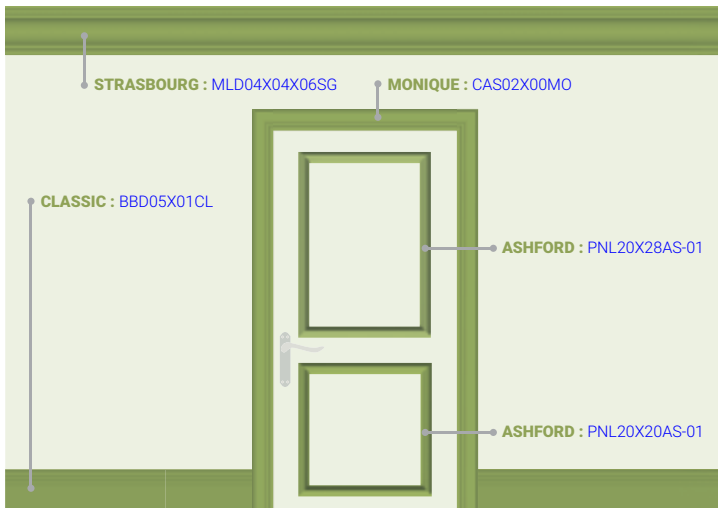 STRASBOURG : MLD04X04X06SG
MONIQUE : CAS02X00MO
CLASSIC : BBD05X01CL
ASHFORD : PNL20X28AS-01
ASHFORD : PNL20X20AS-01